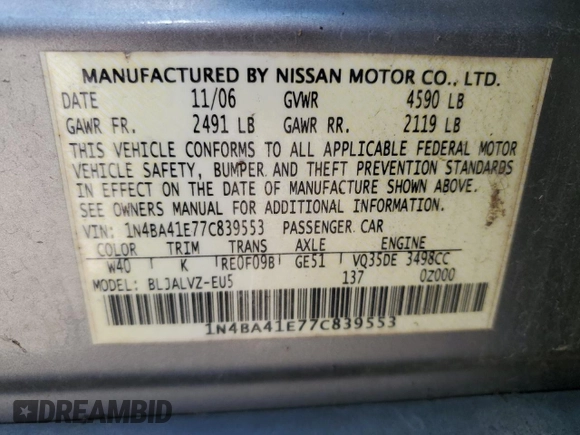 MANUFACTURED BY NISSAN MOTOR CO., LTD.
DATE 11/06 GVWR 4590 LB
GAWR FR. 2491 LB GAWR RR. 2119 LB
THIS VEHICLE CONFORMS TO ALL APPLICABLE FEDERAL MOTOR
VEHICLE SAFETY, BUMPER AND THEFT PREVENTION STANDARDS
IN EFFECT ON THE DATE OF MANUFACTURE SHOWN ABOVE.
SEE OWNERS MANUAL FOR ADDITIONAL INFORMATION.
VIN: 1N4BA41E77C839553 PASSENGER CAR
COLOR TRIM TRANS AXLE ENGINE
W40 K RE0F09B GE51 VQ35DE 3498CC
MODEL: BLJALVZ-EU5 137 0Z000
1N4BA41E77C839553
DREAMBID